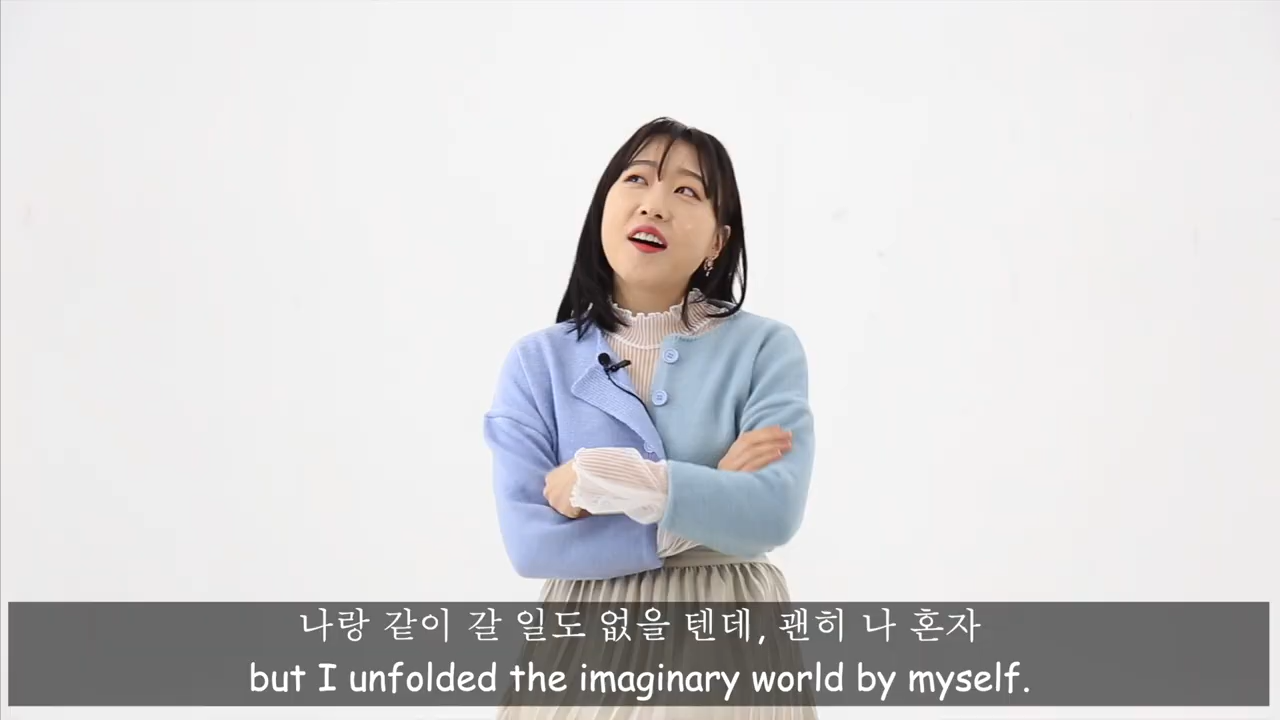 나랑 같이 갈 일도 없을 텐데, 괜히 나 혼자
but I unfolded the imaginary world by myself.